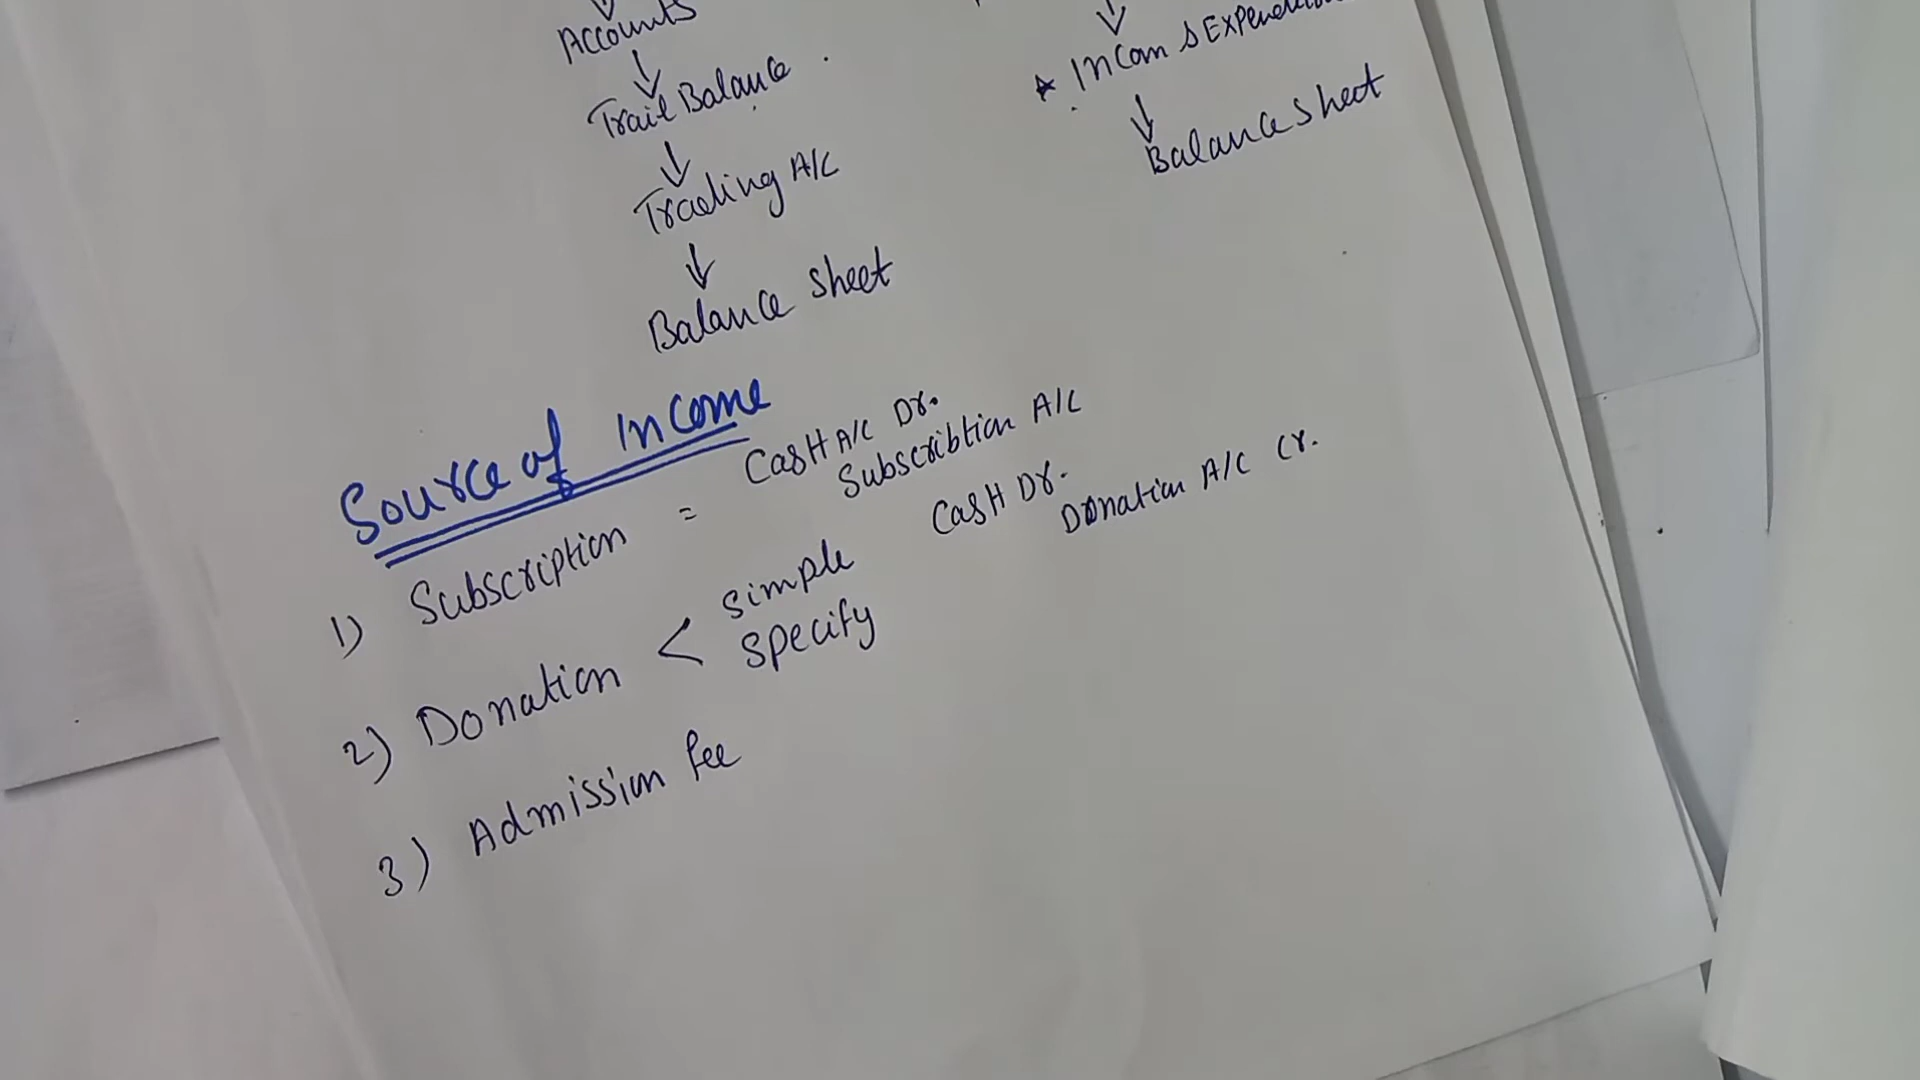 Accounts
↓
Trail Balance
↓
Trading A/C
↓
Balance Sheet
↓
* InCom & Expendit
↓
Balance Sheet
Source of InCome
1) Subscription = CasH A/C Dr.
Subscribtion A/C
2) Donation < Simple
Specify
CasH Dr.
Donation A/C Cr.
3) Admission fee